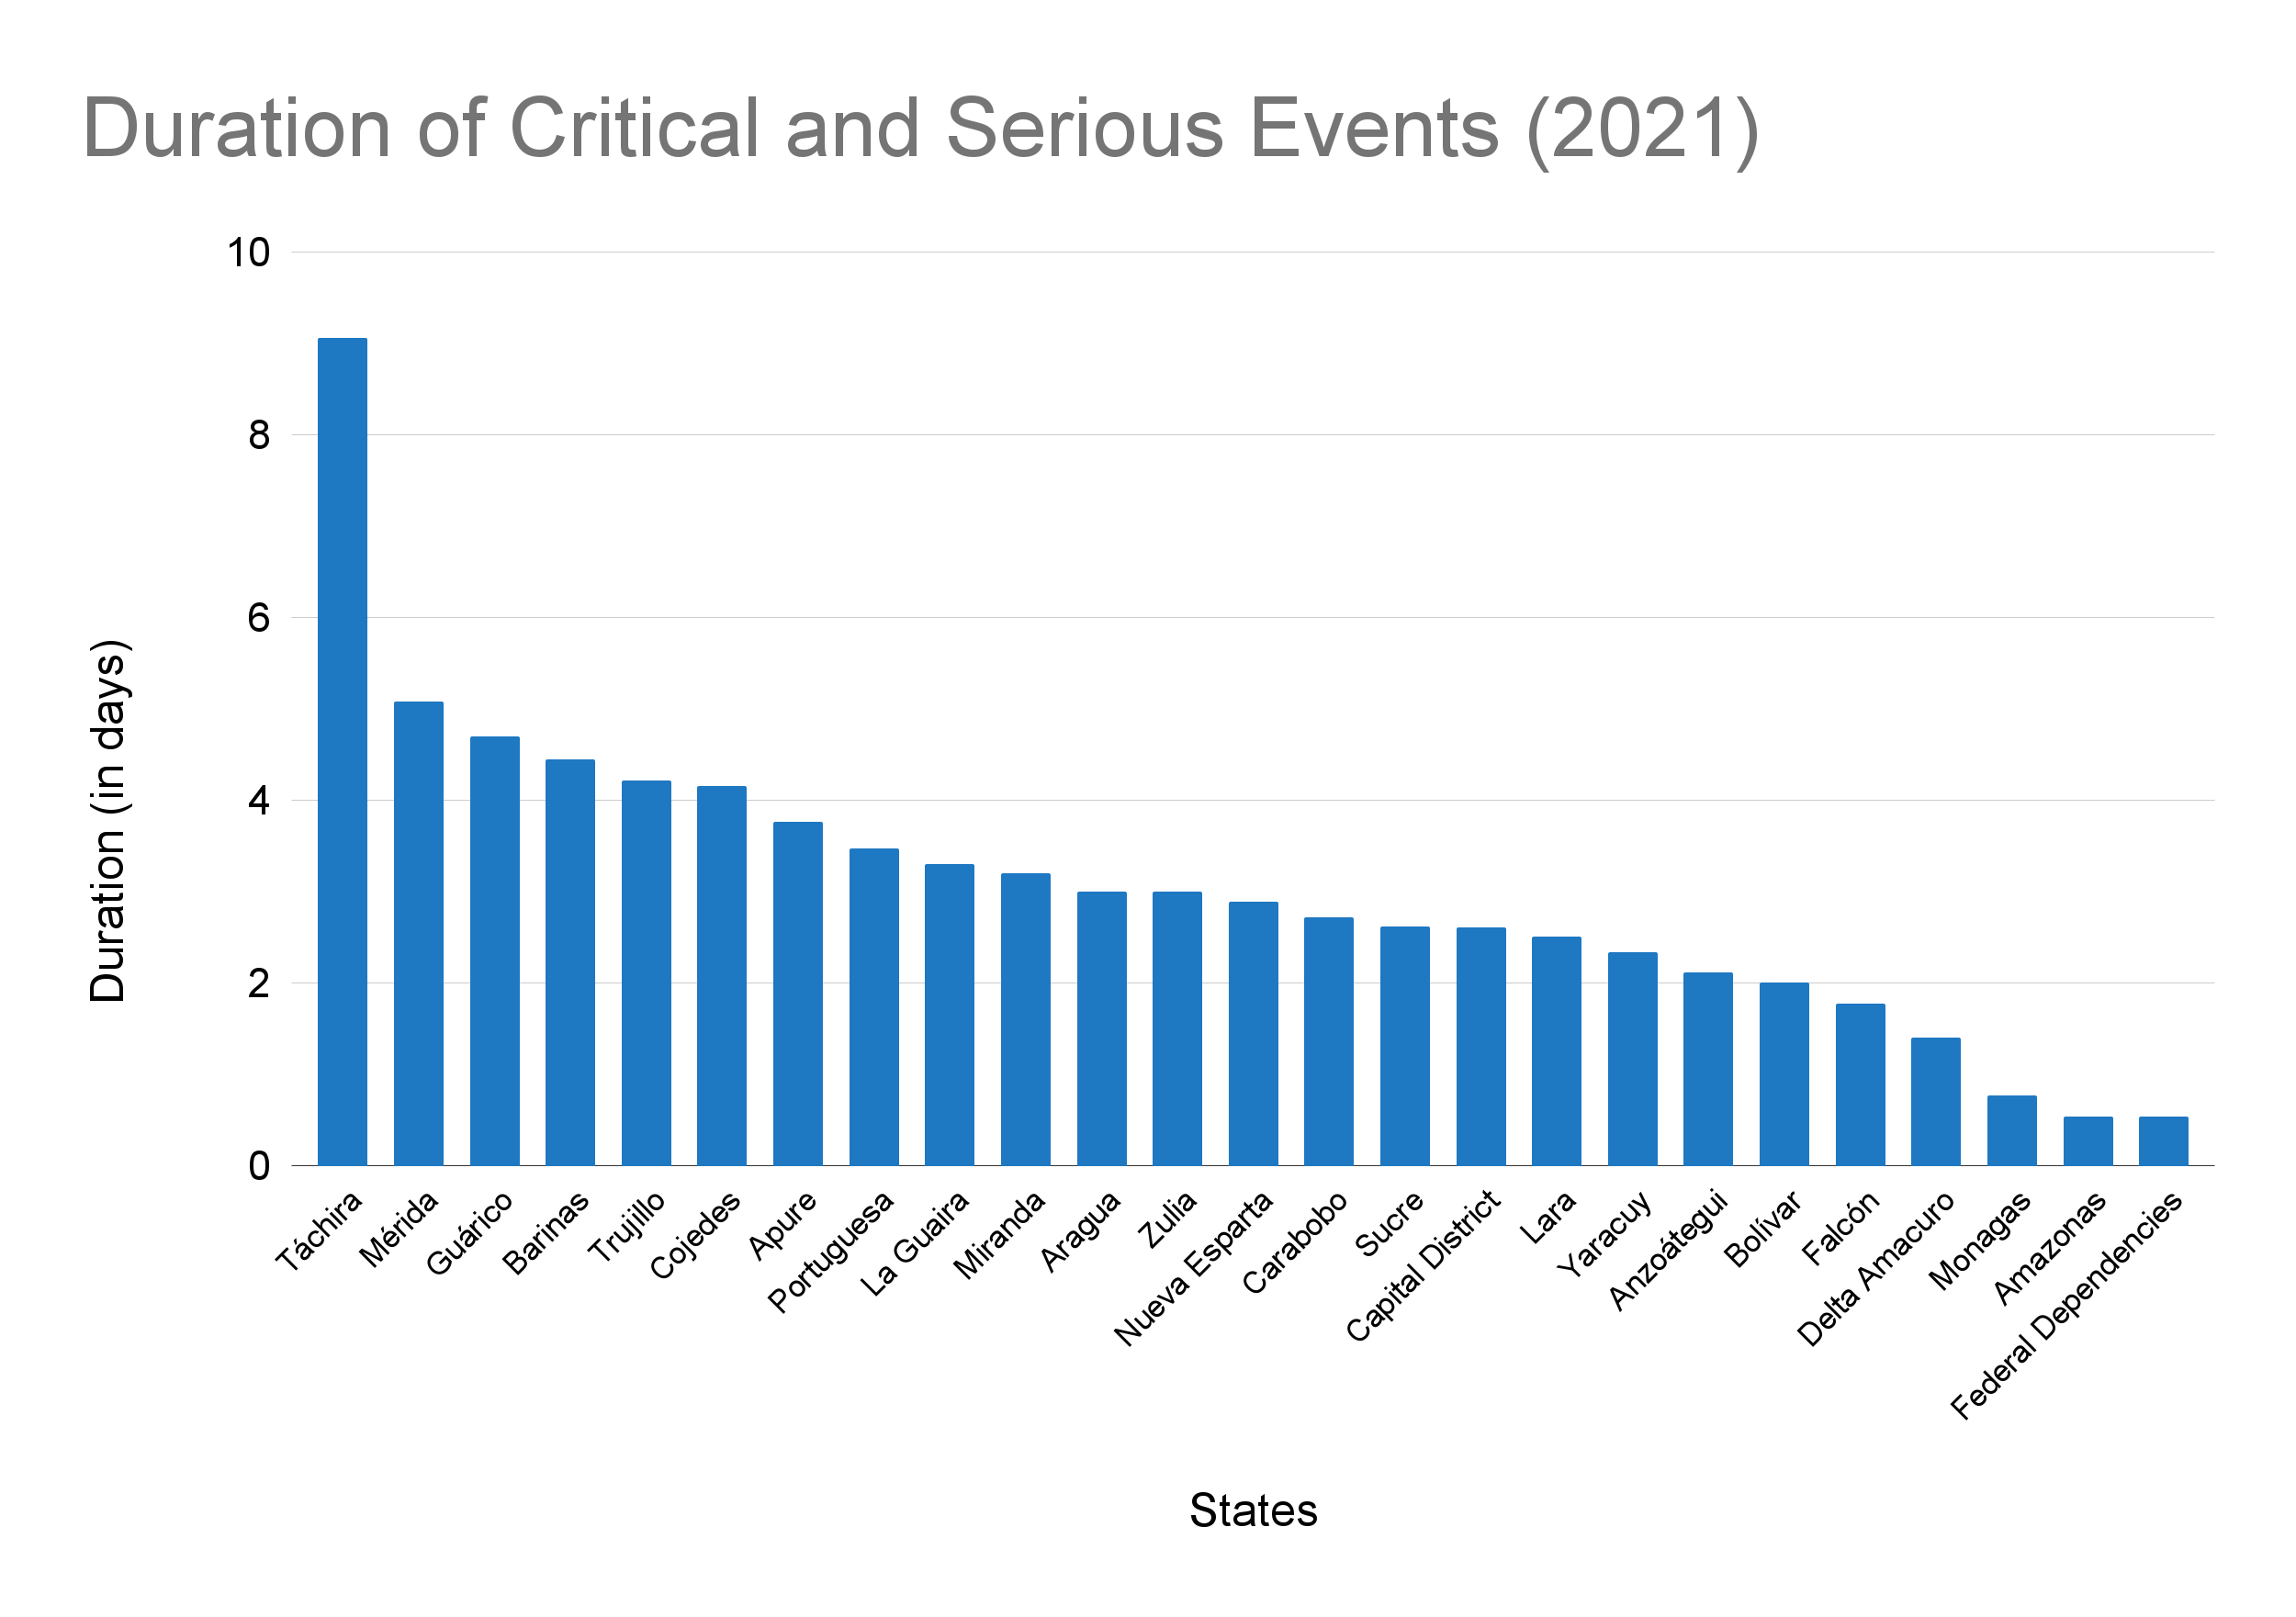 Duration of Critical and Serious Events (2021)
Duration (in days)
10
8
6
4
2
0
Táchira
Mérida
Guárico
Barinas
Trujillo
Cojedes
Apure
Portuguesa
La Guaira
Miranda
Aragua
Zulia
Nueva Esparta
Carabobo
Sucre
Capital District
Lara
Yaracuy
Anzoátegui
Bolívar
Falcón
Delta Amacuro
Monagas
Amazonas
Federal Dependencies
States